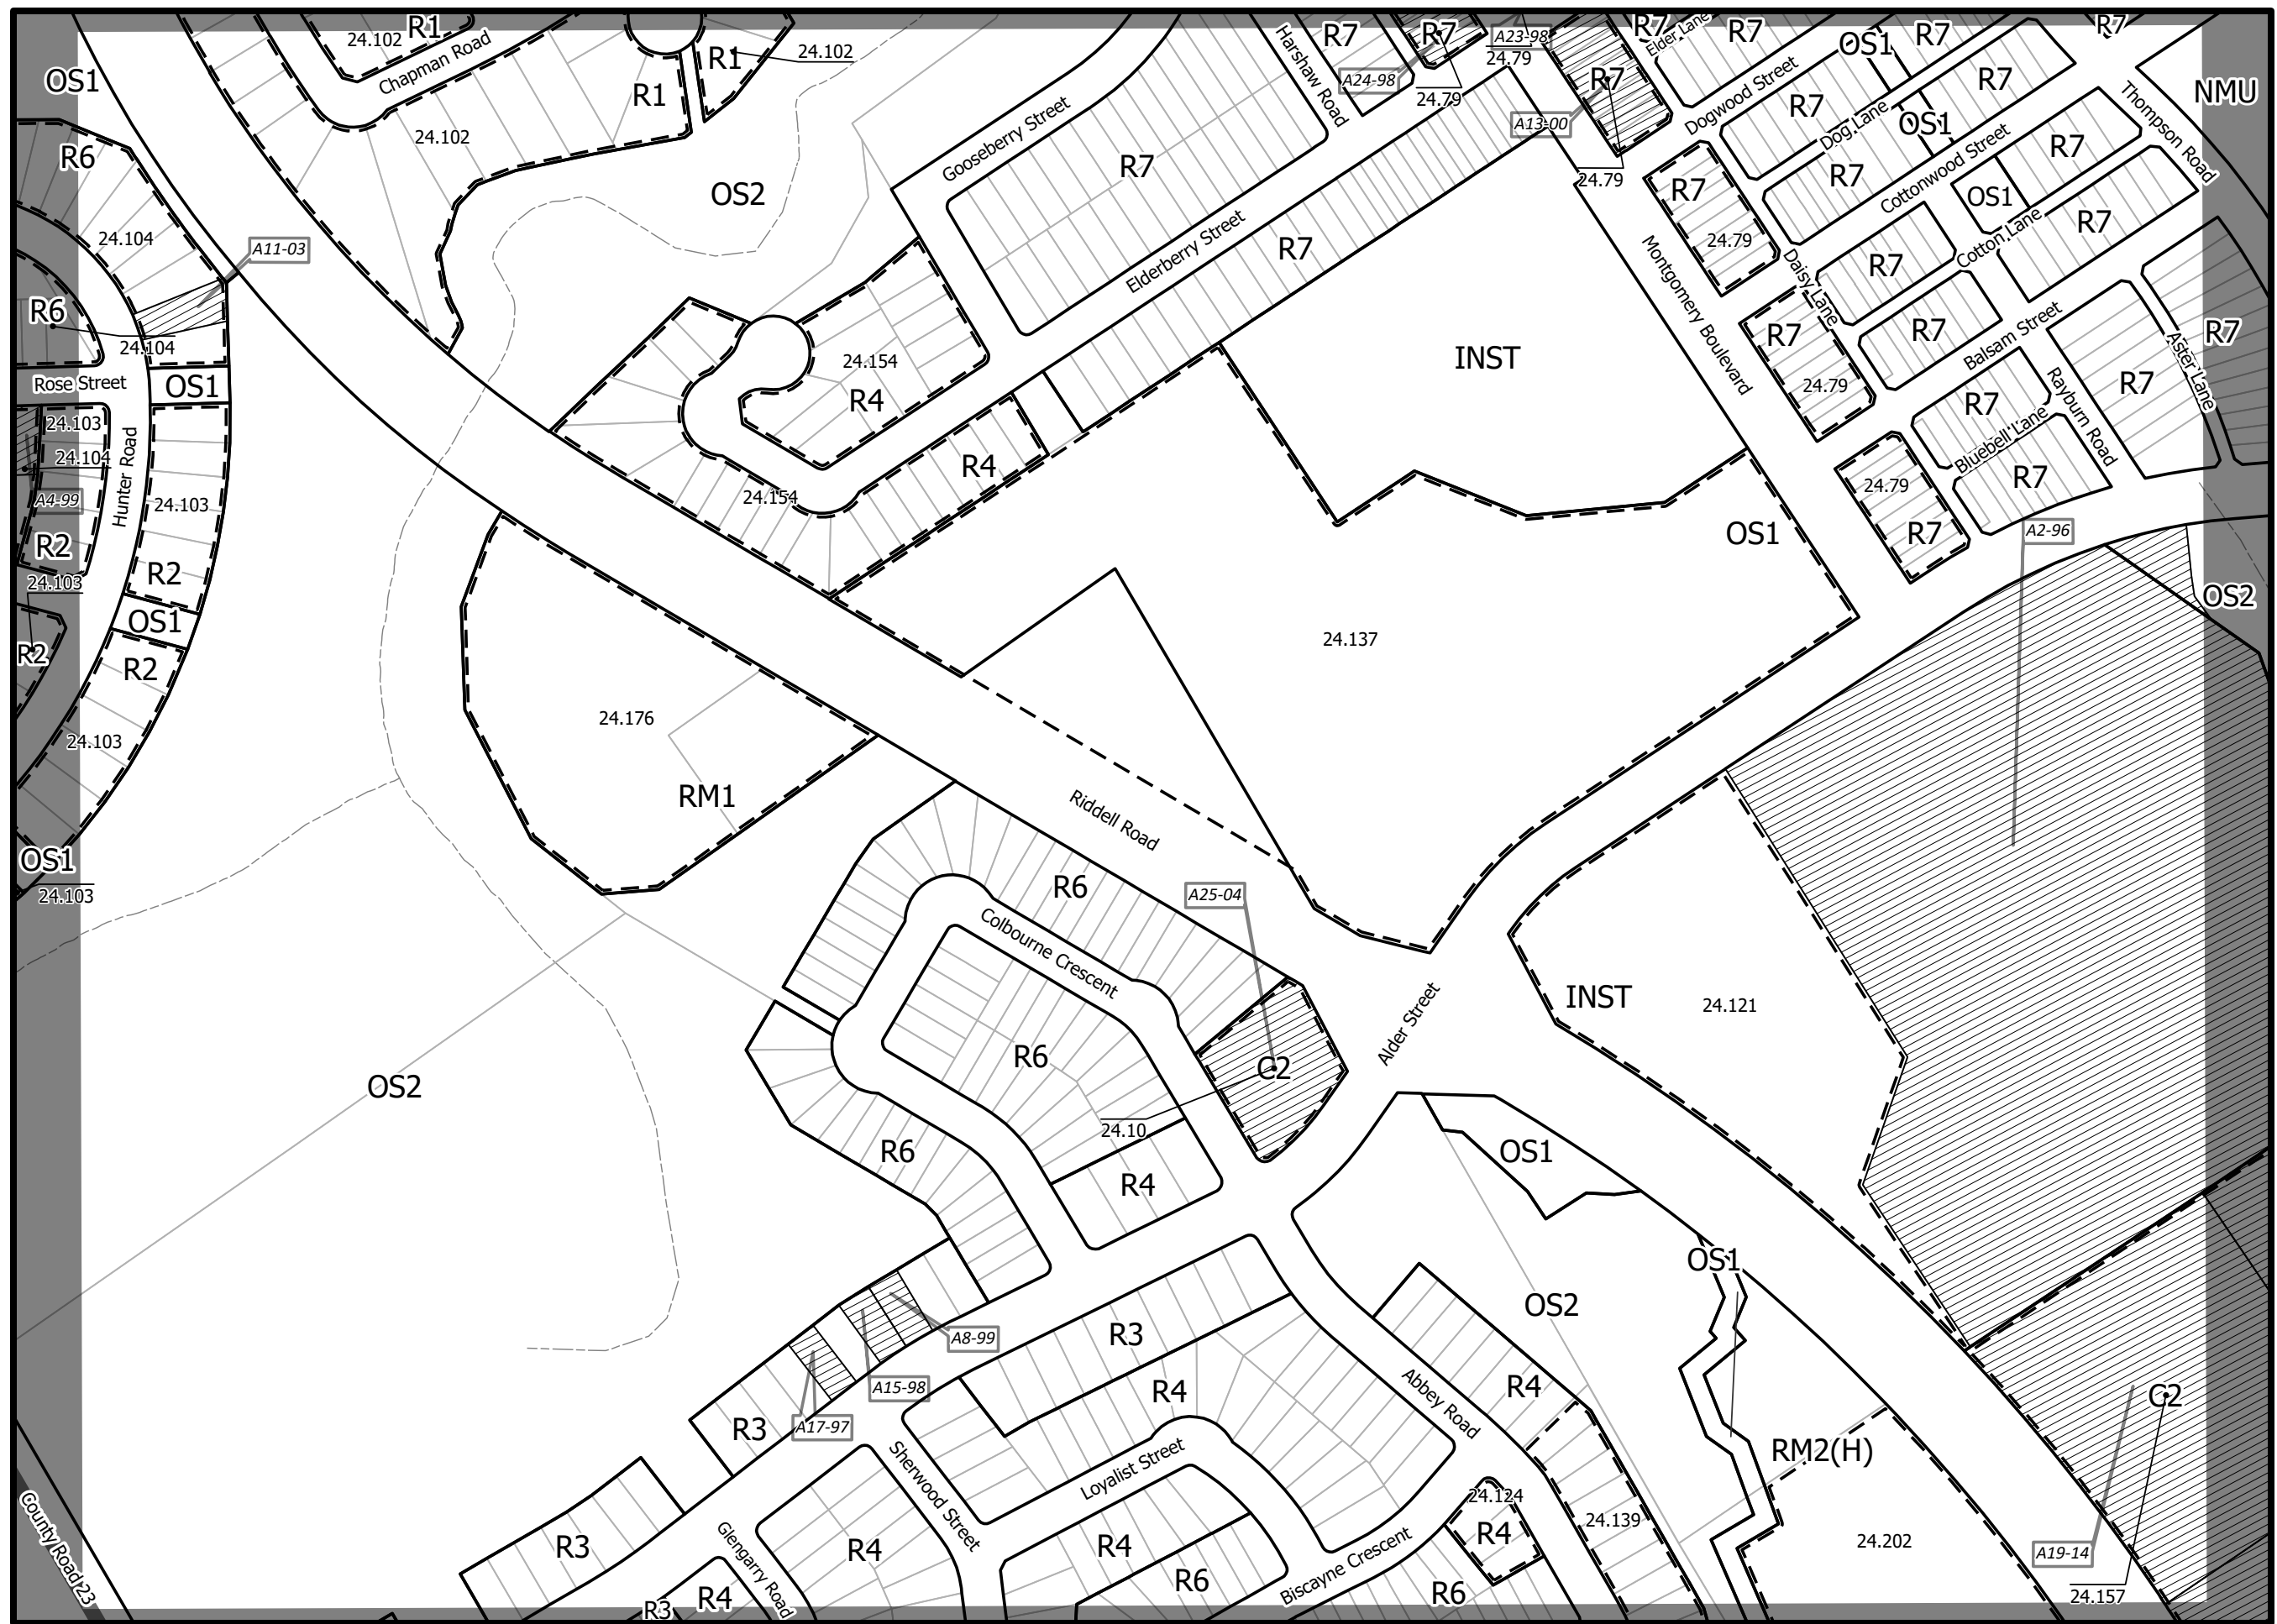 R1
24.102
Chapman Road
R1
24.102
R1
24.102
OS1
R6
24.104
A11-03
R6
24.104
Rose Street
OS1
24.103
24.104
A4-99
Hunter Road
24.103
R2
R2
24.103
OS1
R2
R2
24.103
OS1
24.103
OS2
Gooseberry Street
R7
Harshaw Road
R7
R7
A24-98
24.79
A23-98
24.79
R7
A13-00
24.79
R7
Elder Lane
R7
OS1
R7
R7
Dogwood Street
R7
Dog Lane
R7
OS1
Thompson Road
NMU
R7
Cottonwood Street
R7
OS1
R7
24.79
Daisy Lane
R7
Cotton Lane
R7
Elderberry Street
R7
Montgomery Boulevard
R7
24.79
R7
Balsam Street
Rayburn Road
R7
Aster Lane
R7
R7
Bluebell Lane
R7
24.79
R7
A2-96
OS2
INST
24.154
R4
R4
24.154
OS1
24.137
24.176
RM1
Riddell Road
R6
Colbourne Crescent
A25-04
C2
24.10
Alder Street
INST
24.121
R6
R6
R4
OS2
OS1
OS1
OS2
A8-99
A15-98
A17-97
R3
R3
R4
R3
Abbey Road
R4
RM2(H)
24.202
24.139
24.124
R4
Sherwood Street
Loyalist Street
R4
R4
R6
Biscayne Crescent
R6
Glengarry Road
R4
R3
County Road 23
C2
A19-14
24.157